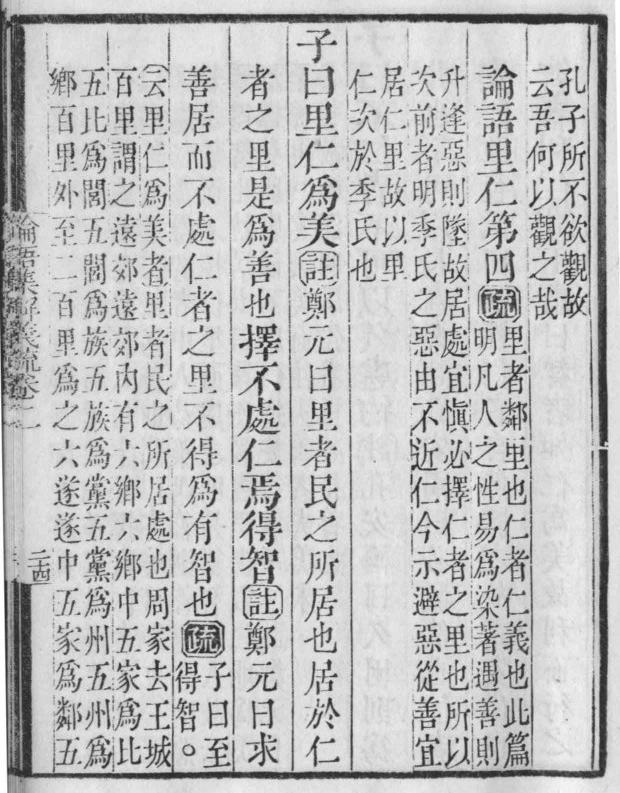 孔子所不欲觀故
云吾何以觀之哉
論語里仁第四疏里者鄰里也仁者仁義也此篇
明凡人之性易爲染著遇善則
升逢惡則墜故居處宜愼必擇仁者之里也所以
次前者明季氏之惡由不近仁今示避惡從善宜
居仁里故以里
仁次於季氏也
子曰里仁爲美註鄭元曰里者民之所居也居於仁
者之里是爲善也擇不處仁焉得智註鄭元曰求
善居而不處仁者之里不得爲有智也疏子曰至
得智。
云里仁爲美者里者民之所居處也周家去王城
百里謂之遠郊遠郊內有六鄉六鄉中五家爲比
五比爲閭五閭爲族五族爲黨五黨爲州五州爲
鄉百里外至二百里爲之六遂遂中五家爲鄰五
論語集解義疏卷二
二十四